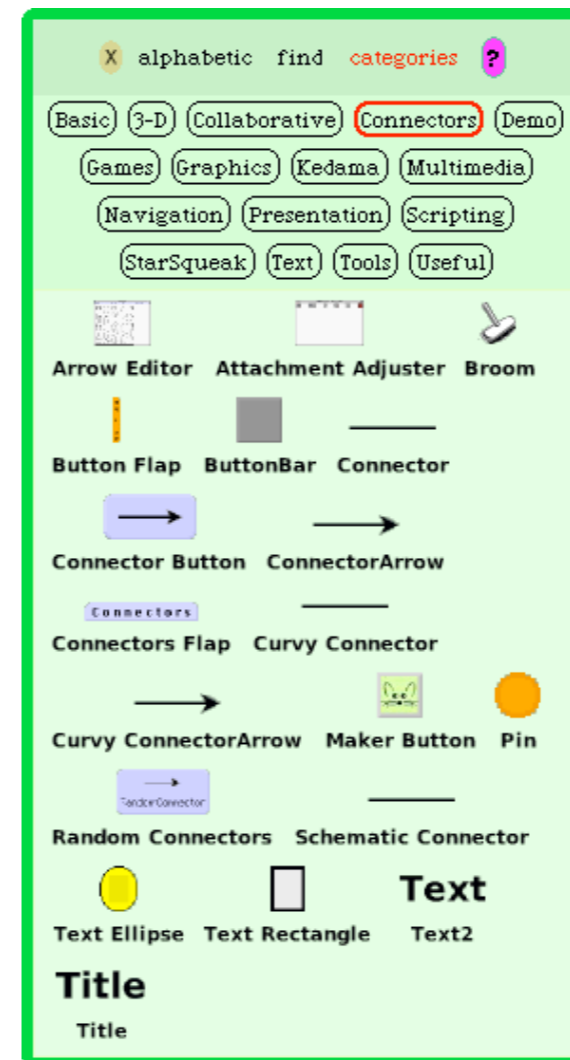 X alphabetic find categories ?
Basic 3-D Collaborative Connectors Demo
Games Graphics Kedama Multimedia
Navigation Presentation Scripting
StarSqueak Text Tools Useful
Arrow Editor Attachment Adjuster Broom
Button Flap ButtonBar Connector
Connector Button ConnectorArrow
Connectors
Connectors Flap Curvy Connector
Curvy ConnectorArrow Maker Button Pin
RandomConnector
Random Connectors Schematic Connector
Text
Text Ellipse Text Rectangle Text2
Title
Title